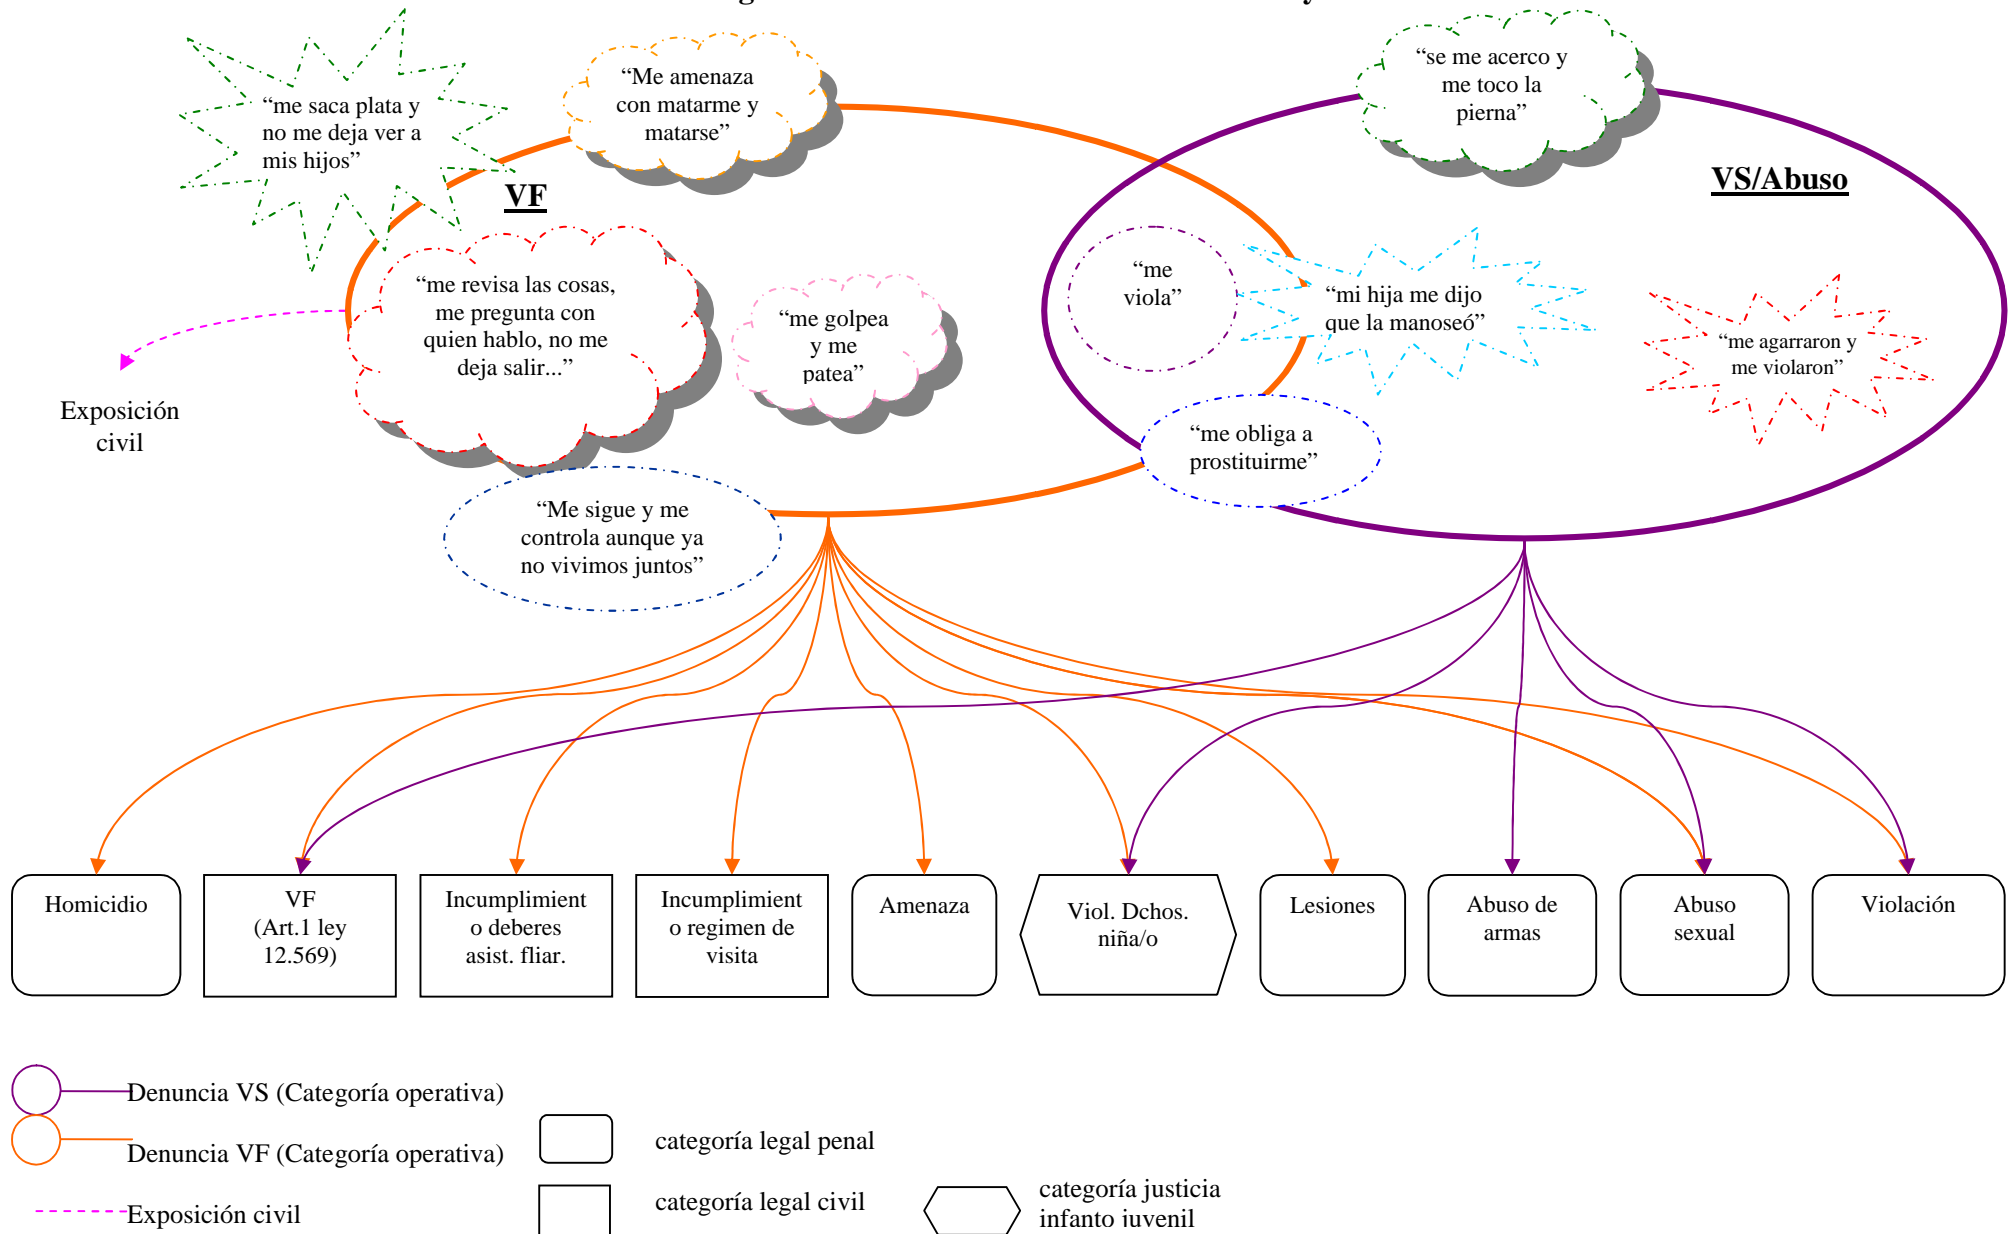 “me saca plata y
no me deja ver a
mis hijos”
“Me amenaza
con matarme y
matarse”
“se me acerco y
me toco la
pierna”
VF
VS/Abuso
“me revisa las cosas,
me pregunta con
quien hablo, no me
deja salir...”
“me golpea
y me
patea”
“me
viola”
“mi hija me dijo
que la manoseó”
“me agarraron y
me violaron”
Exposición
civil
“me obliga a
prostituirme”
“Me sigue y me
controla aunque ya
no vivimos juntos”
Homicidio
VF
(Art.1 ley
12.569)
Incumplimient
o deberes
asist. fliar.
Incumplimient
o regimen de
visita
Amenaza
Viol. Dchos.
niña/o
Lesiones
Abuso de
armas
Abuso
sexual
Violación
Denuncia VS (Categoría operativa)
Denuncia VF (Categoría operativa)
Exposición civil
categoría legal penal
categoría legal civil
categoría justicia
infanto juvenil